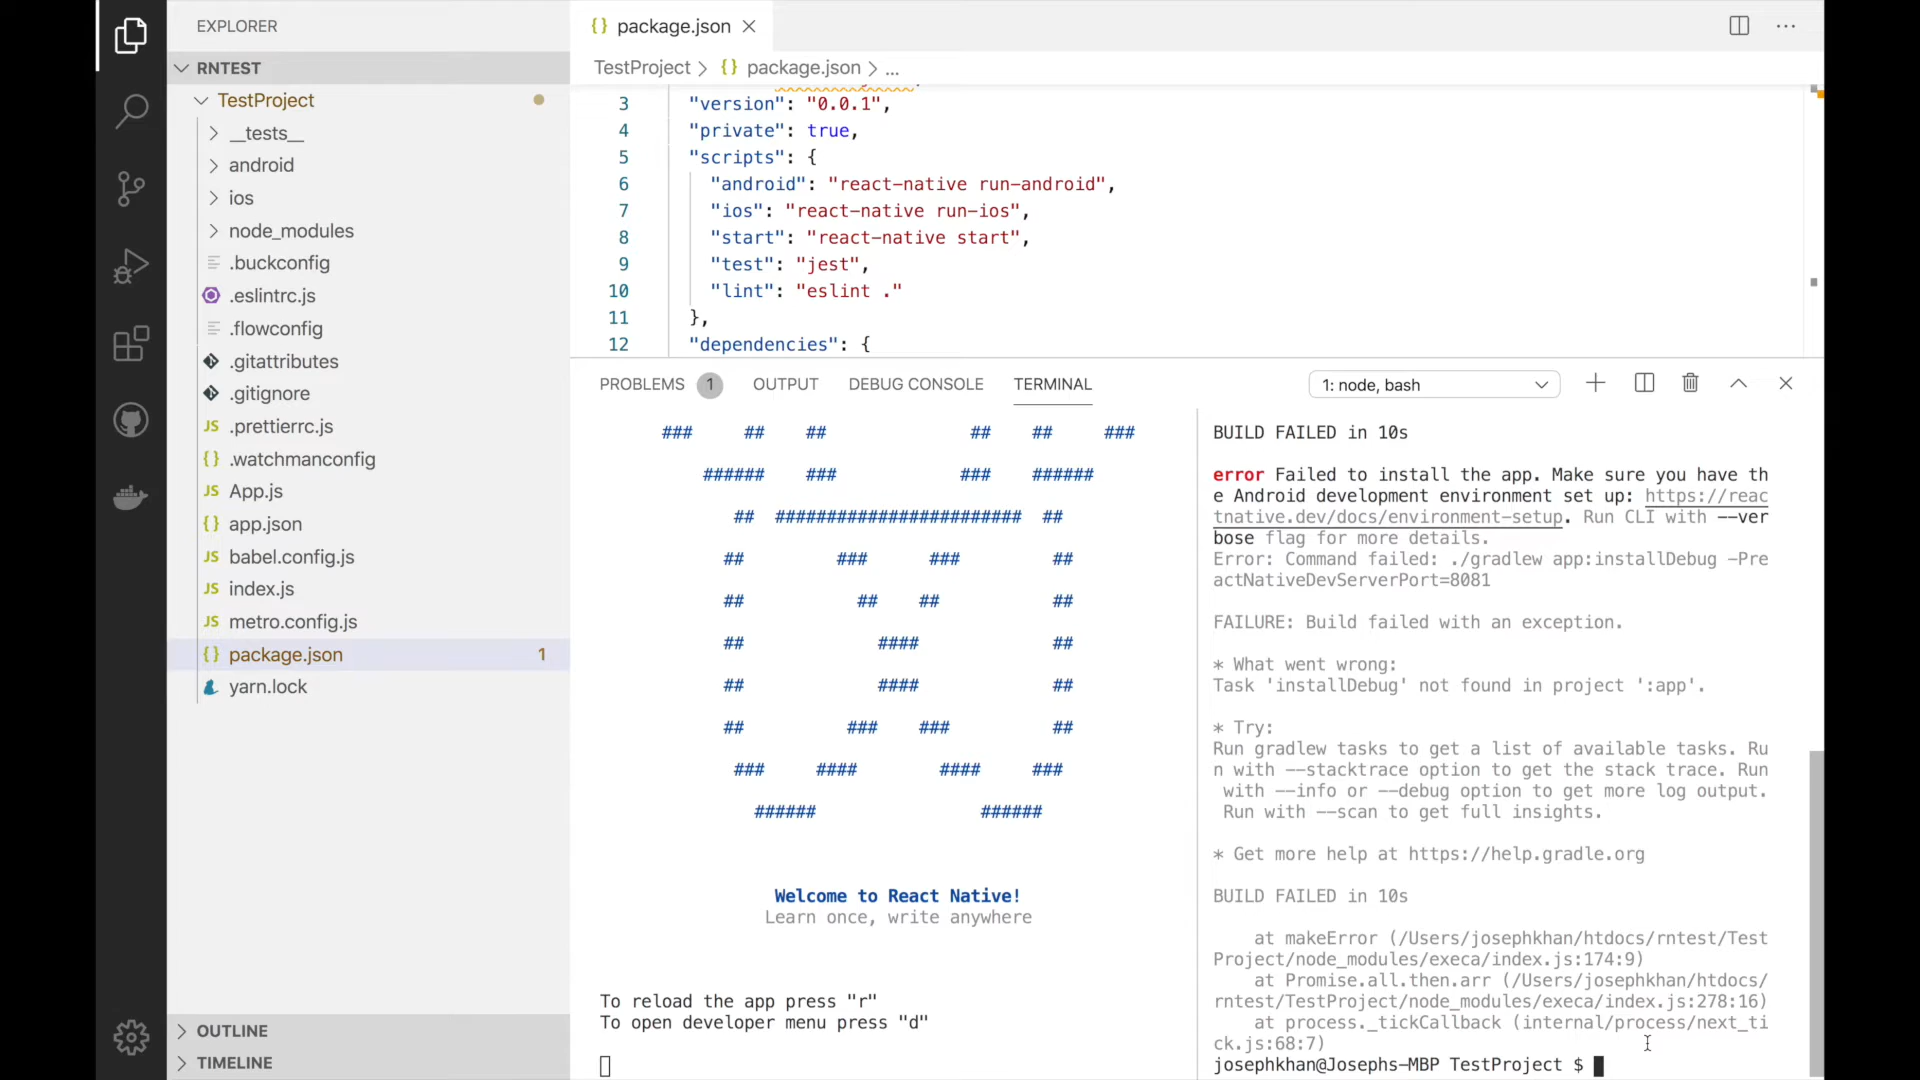 EXPLORER
RNTEST
TestProject
__tests__
android
ios
node_modules
.buckconfig
.eslintrc.js
.flowconfig
.gitattributes
.gitignore
.prettierrc.js
.watchmanconfig
App.js
app.json
babel.config.js
index.js
metro.config.js
package.json 1
yarn.lock
OUTLINE
TIMELINE
package.json
TestProject > {} package.json > ...
3 "version": "0.0.1",
4 "private": true,
5 "scripts": {
6 "android": "react-native run-android",
7 "ios": "react-native run-ios",
8 "start": "react-native start",
9 "test": "jest",
10 "lint": "eslint ."
11 },
12 "dependencies": {
PROBLEMS 1 OUTPUT DEBUG CONSOLE TERMINAL 1: node, bash
### ## ## ## ## ###
###### ### ### ######
## ######################## ##
## ### ### ##
## ## ## ##
## #### ##
## #### ##
## ### ### ##
### #### #### ###
###### ######
Welcome to React Native!
Learn once, write anywhere
To reload the app press "r"
To open developer menu press "d"
BUILD FAILED in 10s
error Failed to install the app. Make sure you have th
e Android development environment set up: https://reac
tnative.dev/docs/environment-setup. Run CLI with --ver
bose flag for more details.
Error: Command failed: ./gradlew app:installDebug -PreactNativeDevServerPort=8081
FAILURE: Build failed with an exception.
* What went wrong:
Task 'installDebug' not found in project ':app'.
* Try:
Run gradlew tasks to get a list of available tasks. Ru
n with --stacktrace option to get the stack trace. Run
with --info or --debug option to get more log output.
Run with --scan to get full insights.
* Get more help at https://help.gradle.org
BUILD FAILED in 10s
at makeError (/Users/josephkhan/htdocs/rntest/Test
Project/node_modules/execa/index.js:174:9)
at Promise.all.then.arr (/Users/josephkhan/htdocs/
rntest/TestProject/node_modules/execa/index.js:278:16)
at process._tickCallback (internal/process/next_ti
ck.js:68:7)
josephkhan@Josephs-MBP TestProject $